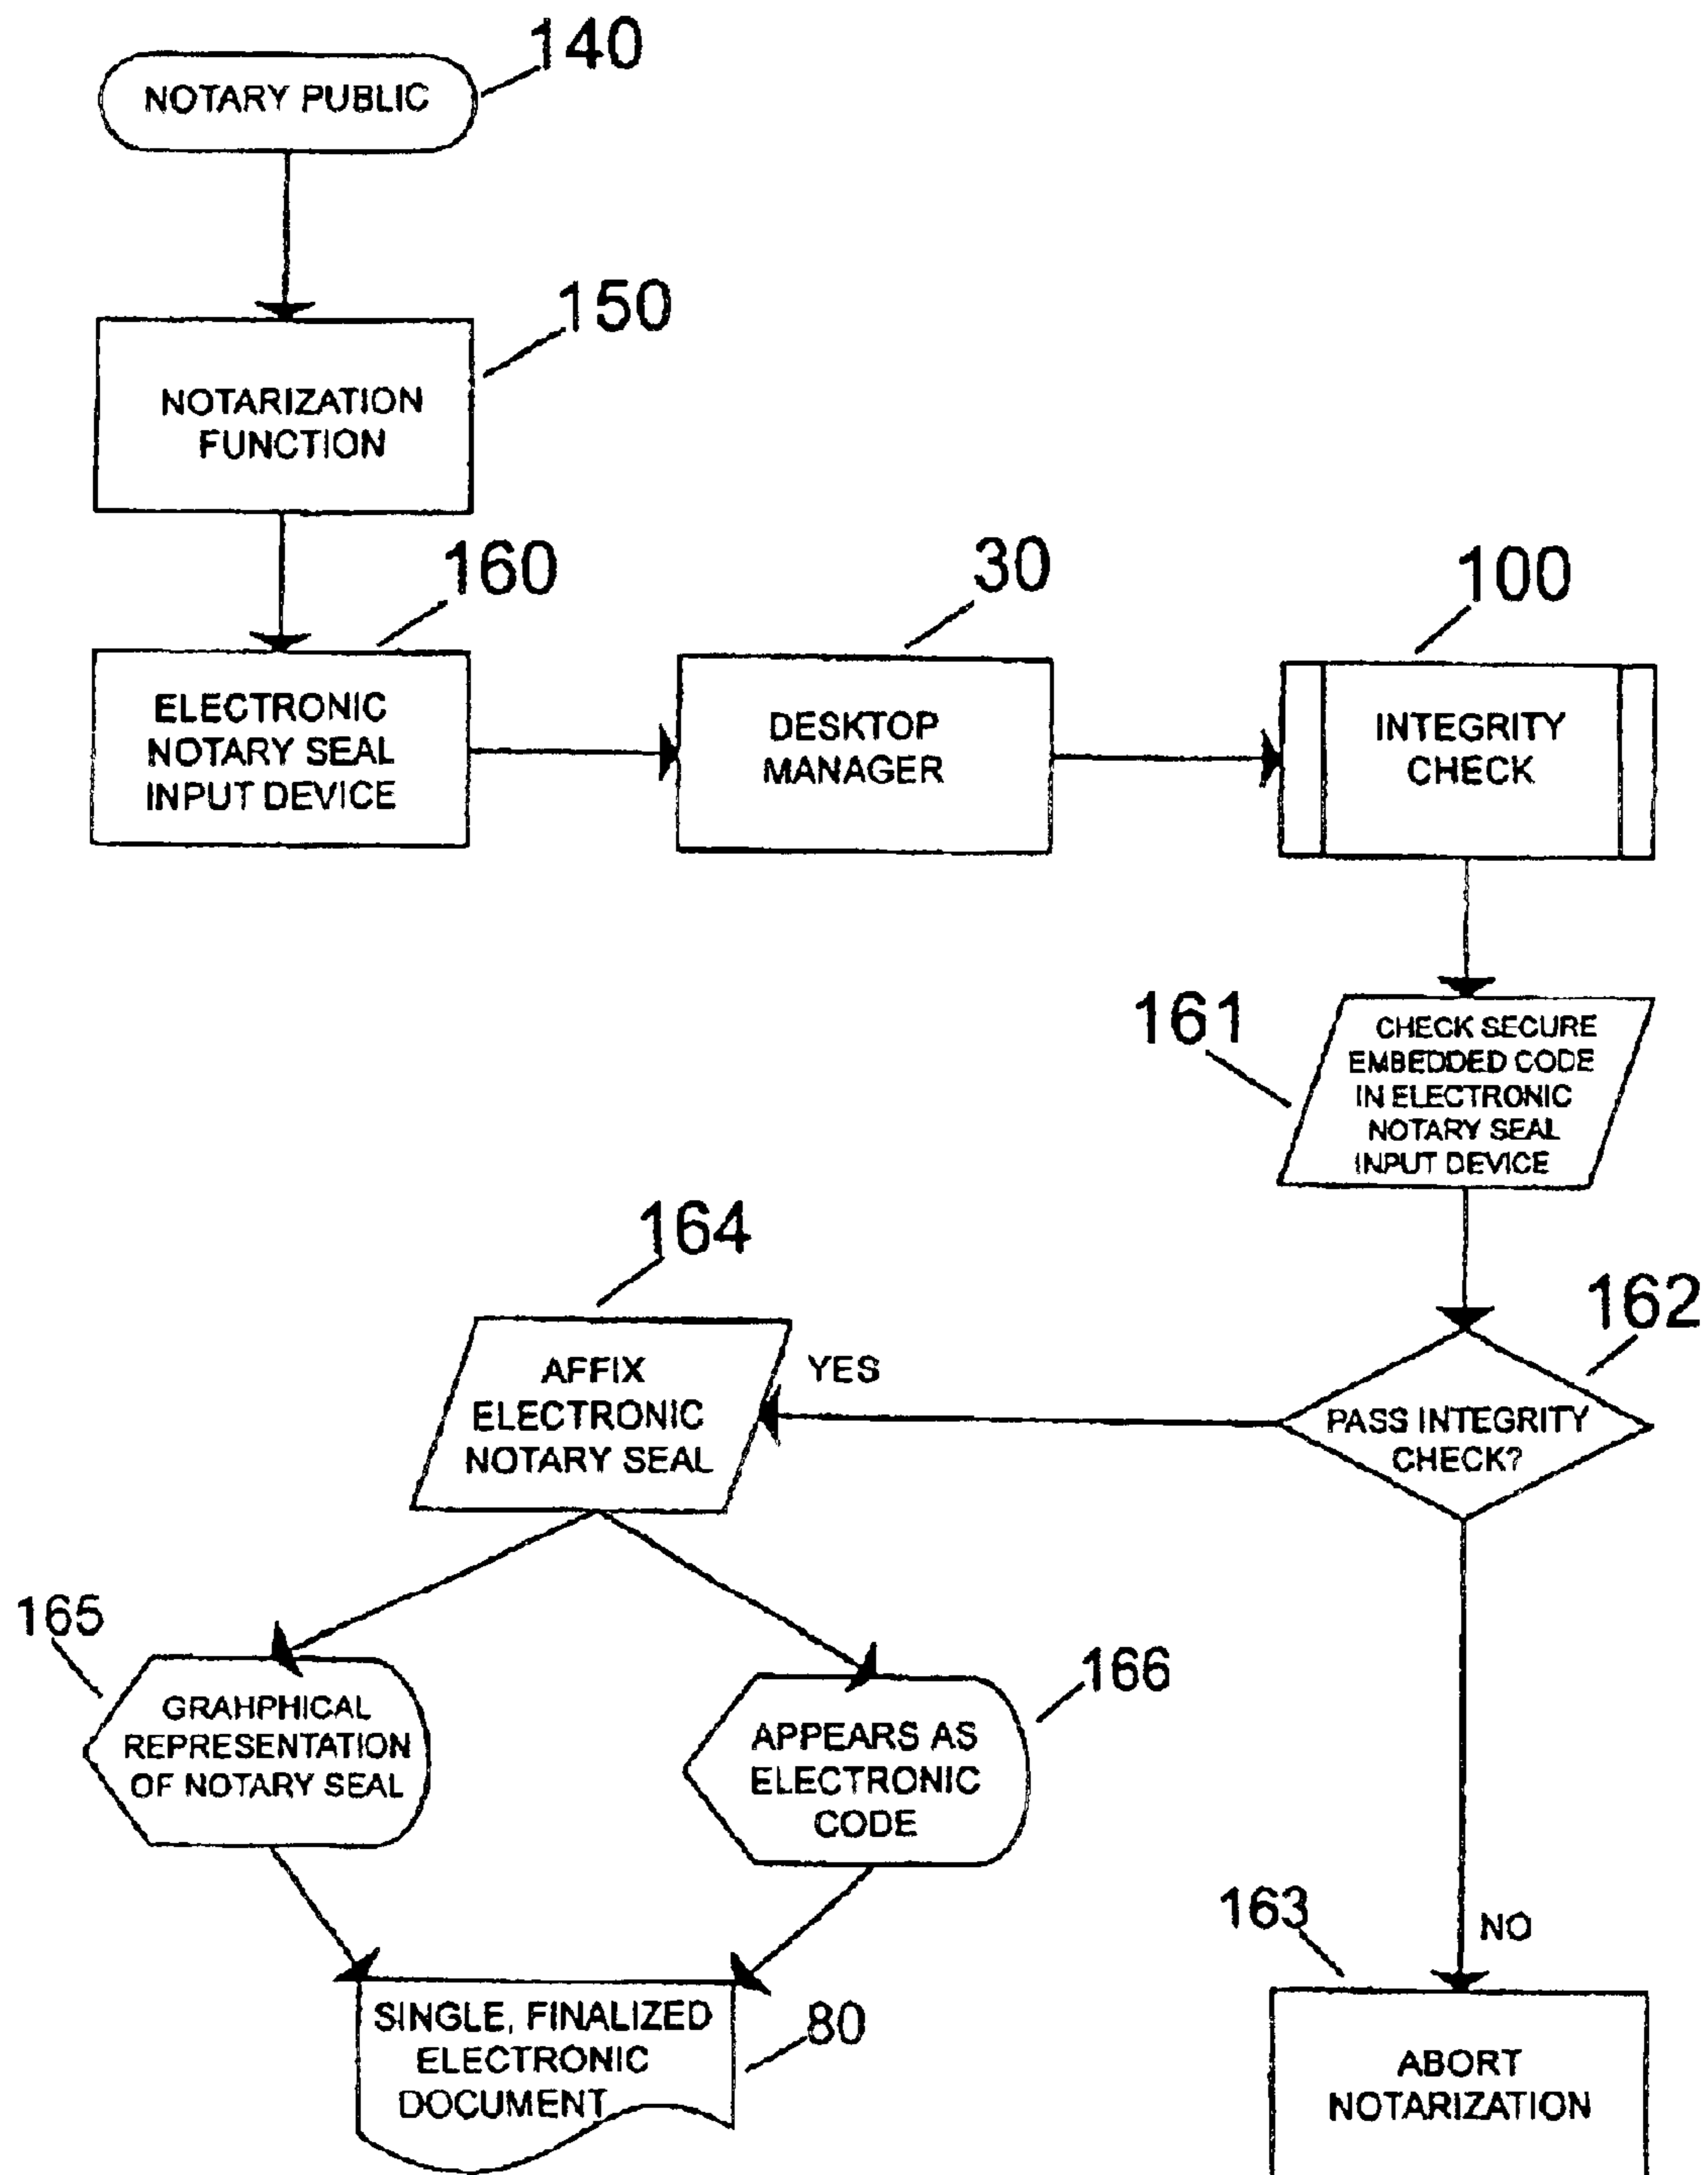 140
NOTARY PUBLIC
150
NOTARIZATION
FUNCTION
160
ELECTRONIC
NOTARY SEAL
INPUT DEVICE
30
DESKTOP
MANAGER
100
INTEGRITY
CHECK
161
CHECK SECURE
EMBEDDED CODE
IN ELECTRONIC
NOTARY SEAL
INPUT DEVICE
162
PASS INTEGRITY
CHECK?
YES
164
AFFIX
ELECTRONIC
NOTARY SEAL
165
GRAHPHICAL
REPRESENTATION
OF NOTARY SEAL
166
APPEARS AS
ELECTRONIC
CODE
80
SINGLE, FINALIZED
ELECTRONIC
DOCUMENT
NO
163
ABORT
NOTARIZATION